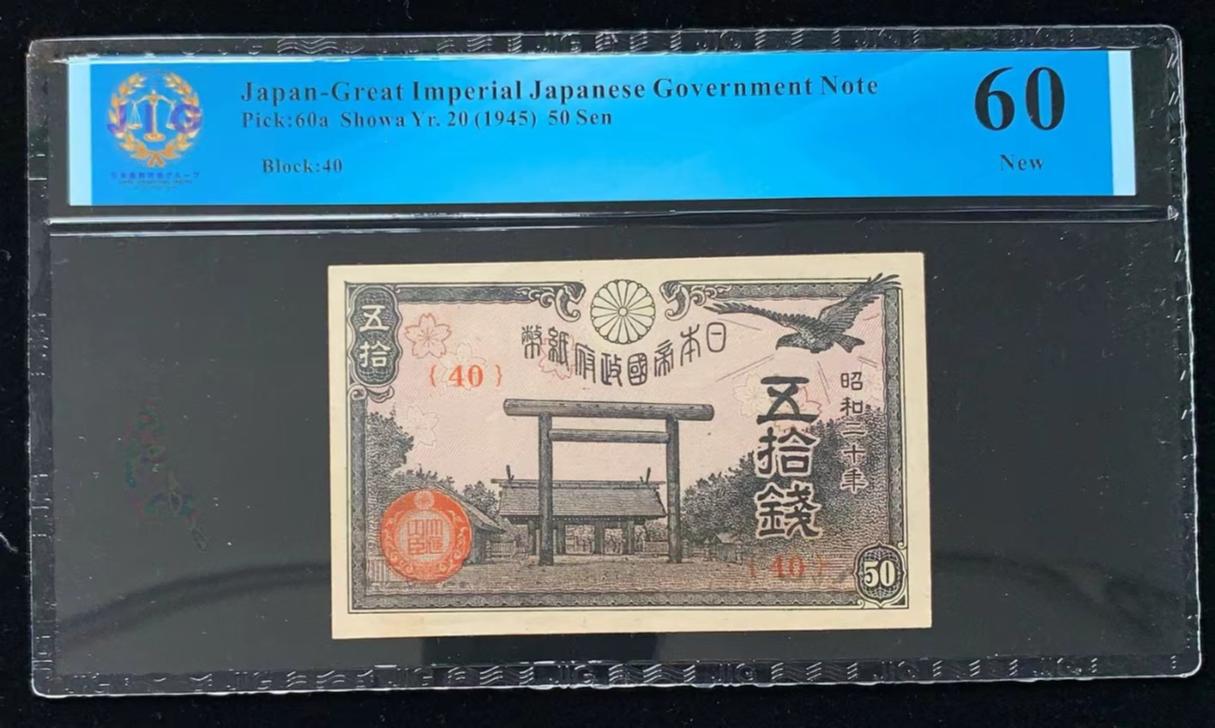 Japan-Great Imperial Japanese Government Note
60
Pick:60a Showa Yr. 20 (1945) 50 Sen
Block:40
New
JIG
五拾
日本帝國政府紙幣
{40}
五拾錢
昭和二十年
{40}
50